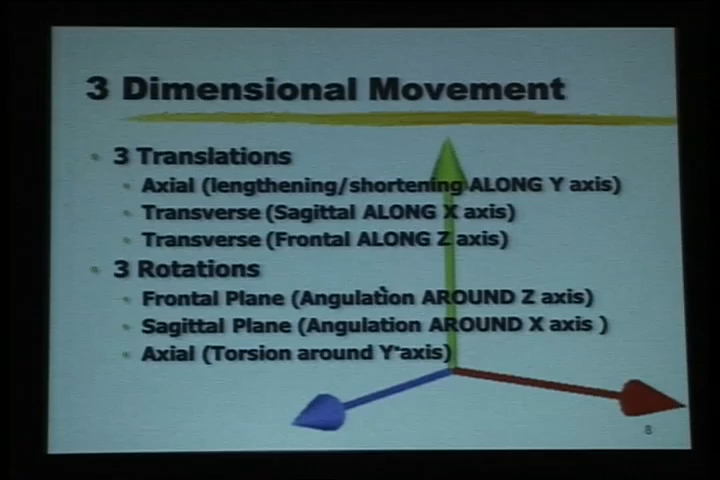 3 Dimensional Movement
3 Translations
Axial (lengthening/shortening ALONG Y axis)
Transverse (Sagittal ALONG X axis)
Transverse (Frontal ALONG Z axis)
3 Rotations
Frontal Plane (Angulation AROUND Z axis)
Sagittal Plane (Angulation AROUND X axis )
Axial (Torsion around Y axis)
8